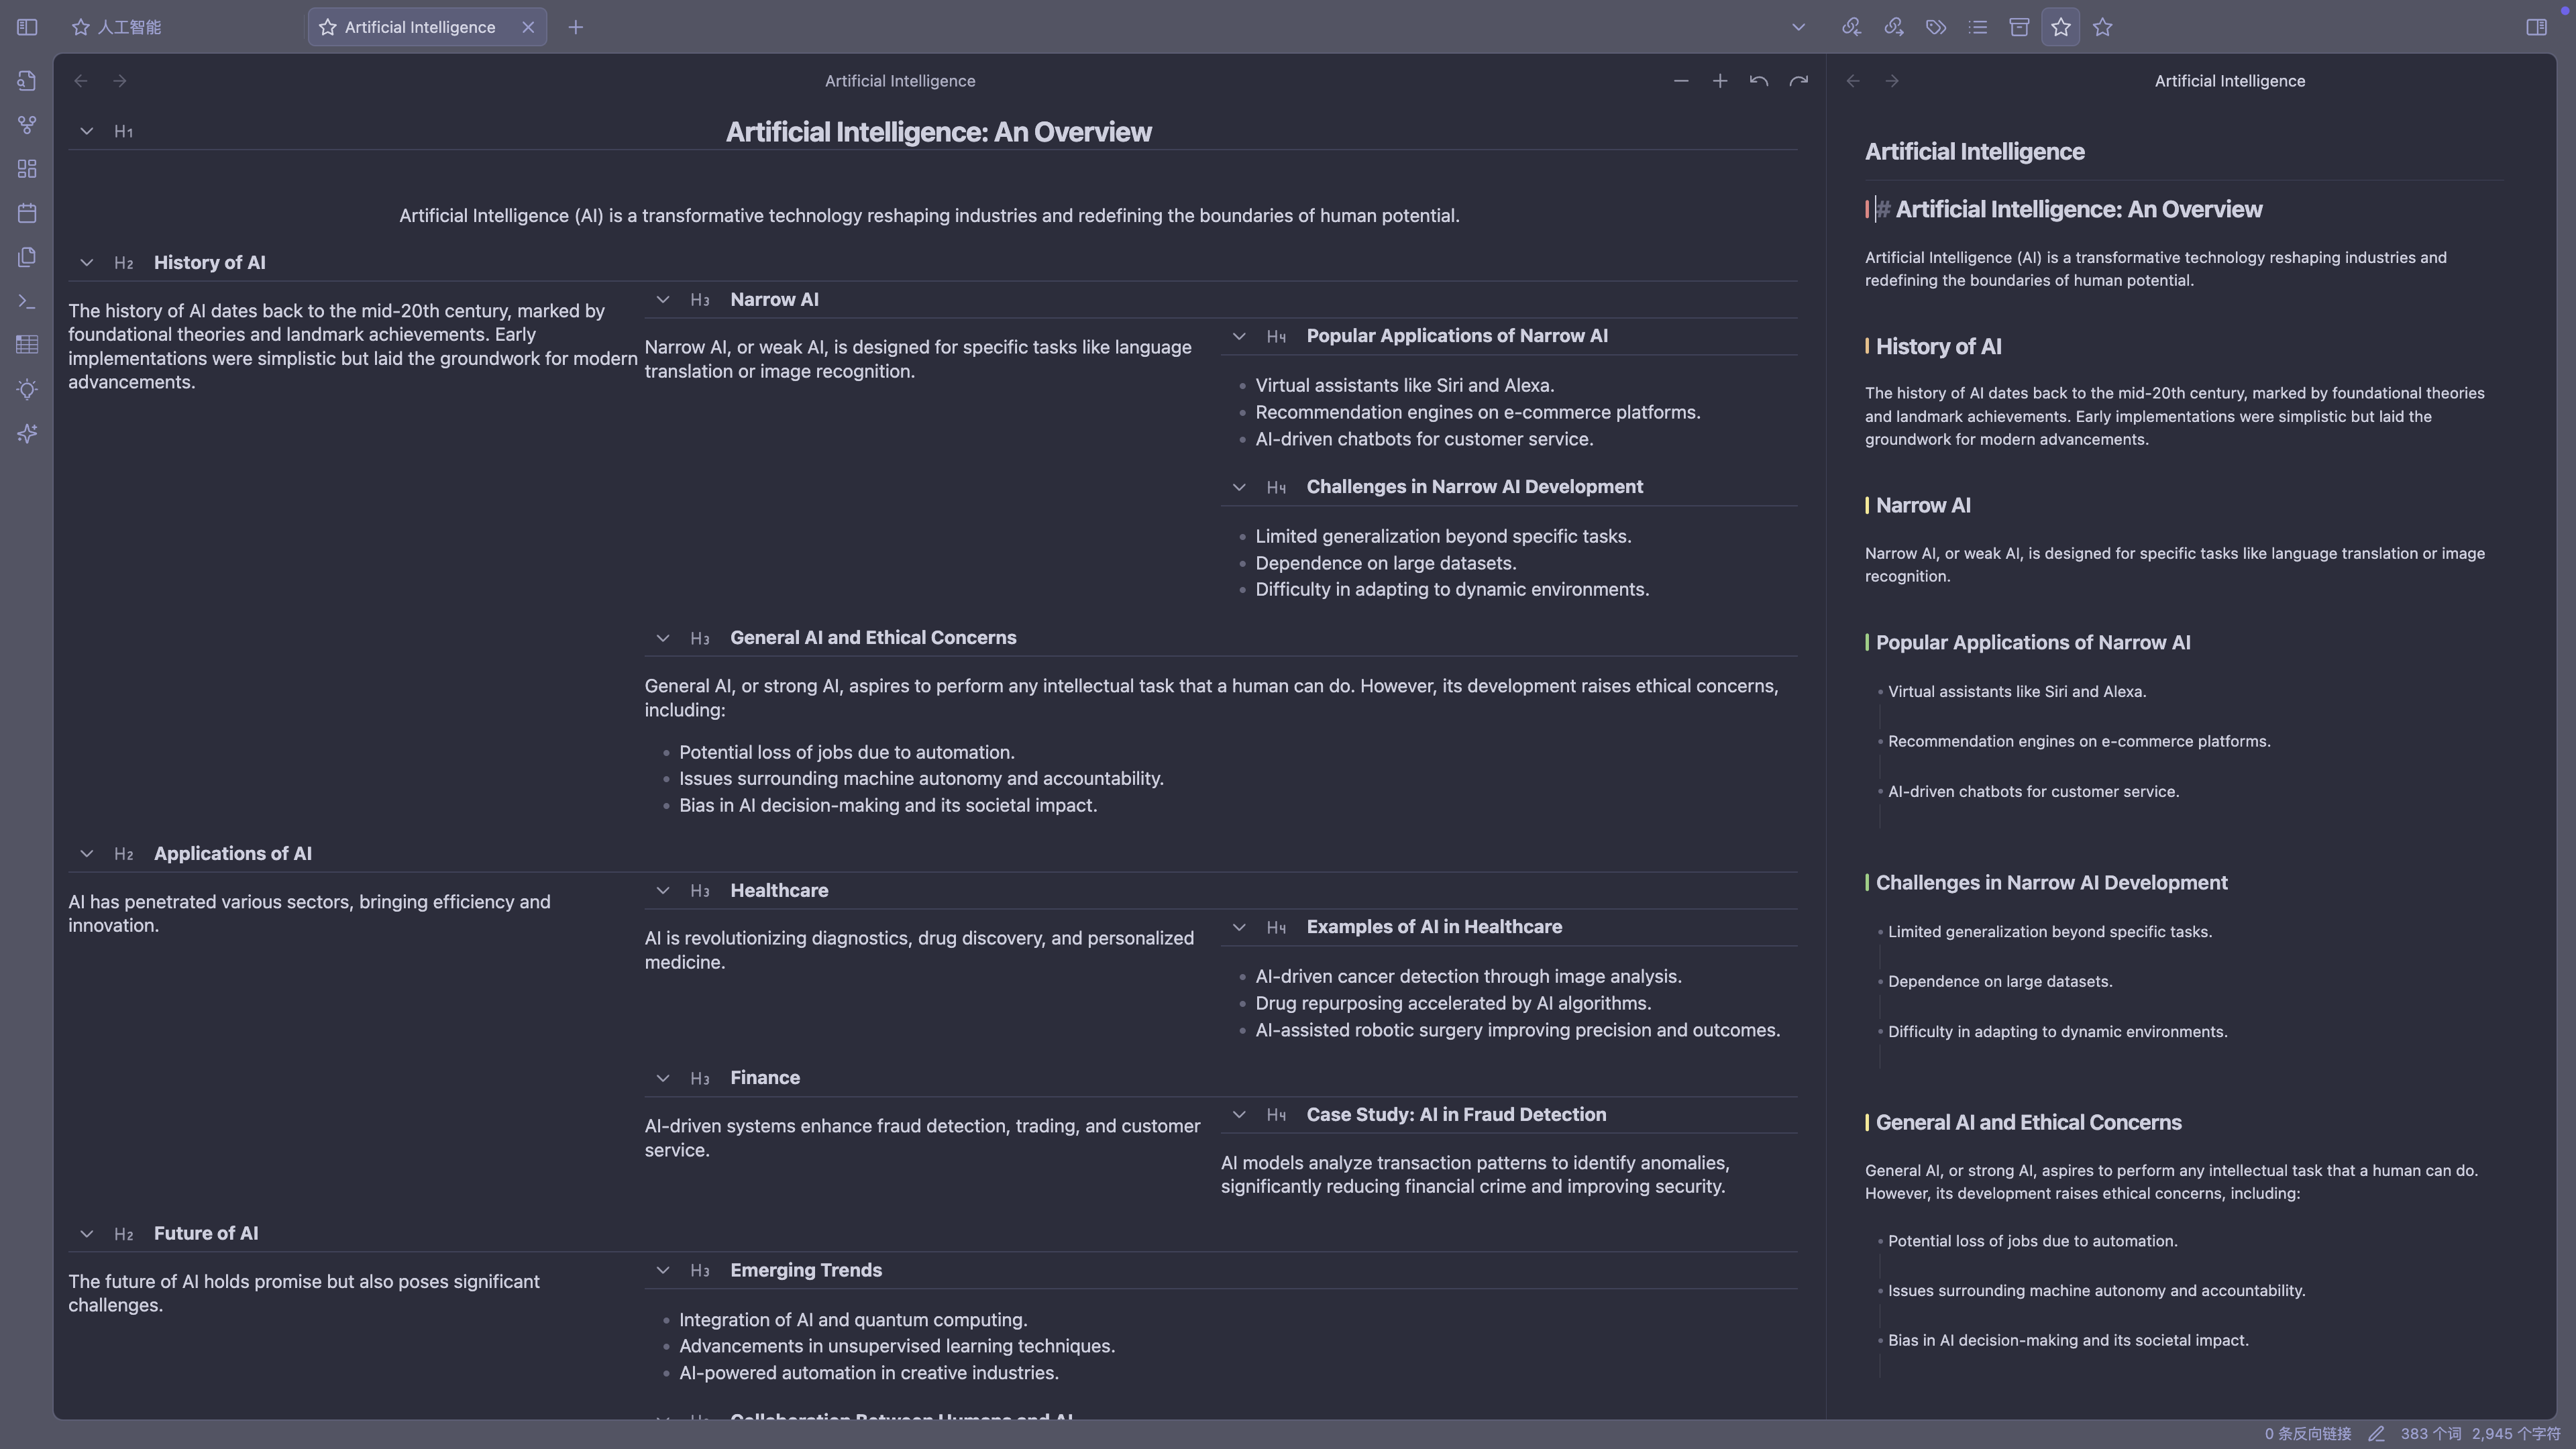 人工智能
Artificial Intelligence
Artificial Intelligence
H1
Artificial Intelligence: An Overview
Artificial Intelligence (AI) is a transformative technology reshaping industries and redefining the boundaries of human potential.
H2 History of AI
The history of AI dates back to the mid-20th century, marked by
foundational theories and landmark achievements. Early
implementations were simplistic but laid the groundwork for modern
advancements.
H3 Narrow AI
Narrow AI, or weak AI, is designed for specific tasks like language
translation or image recognition.
H4 Popular Applications of Narrow AI
Virtual assistants like Siri and Alexa.
Recommendation engines on e-commerce platforms.
AI-driven chatbots for customer service.
H4 Challenges in Narrow AI Development
Limited generalization beyond specific tasks.
Dependence on large datasets.
Difficulty in adapting to dynamic environments.
H3 General AI and Ethical Concerns
General AI, or strong AI, aspires to perform any intellectual task that a human can do. However, its development raises ethical concerns,
including:
Potential loss of jobs due to automation.
Issues surrounding machine autonomy and accountability.
Bias in AI decision-making and its societal impact.
H2 Applications of AI
AI has penetrated various sectors, bringing efficiency and
innovation.
H3 Healthcare
AI is revolutionizing diagnostics, drug discovery, and personalized
medicine.
H4 Examples of AI in Healthcare
AI-driven cancer detection through image analysis.
Drug repurposing accelerated by AI algorithms.
AI-assisted robotic surgery improving precision and outcomes.
H3 Finance
AI-driven systems enhance fraud detection, trading, and customer
service.
H4 Case Study: AI in Fraud Detection
AI models analyze transaction patterns to identify anomalies,
significantly reducing financial crime and improving security.
H2 Future of AI
The future of AI holds promise but also poses significant
challenges.
H3 Emerging Trends
Integration of AI and quantum computing.
Advancements in unsupervised learning techniques.
AI-powered automation in creative industries.
Collaboration Between Humans and AI
Artificial Intelligence
Artificial Intelligence
# Artificial Intelligence: An Overview
Artificial Intelligence (AI) is a transformative technology reshaping industries and
redefining the boundaries of human potential.
History of AI
The history of AI dates back to the mid-20th century, marked by foundational theories
and landmark achievements. Early implementations were simplistic but laid the
groundwork for modern advancements.
Narrow AI
Narrow AI, or weak AI, is designed for specific tasks like language translation or image
recognition.
Popular Applications of Narrow AI
Virtual assistants like Siri and Alexa.
Recommendation engines on e-commerce platforms.
AI-driven chatbots for customer service.
Challenges in Narrow AI Development
Limited generalization beyond specific tasks.
Dependence on large datasets.
Difficulty in adapting to dynamic environments.
General AI and Ethical Concerns
General AI, or strong AI, aspires to perform any intellectual task that a human can do.
However, its development raises ethical concerns, including:
Potential loss of jobs due to automation.
Issues surrounding machine autonomy and accountability.
Bias in AI decision-making and its societal impact.
0 条反向链接 383 个词 2,945 个字符